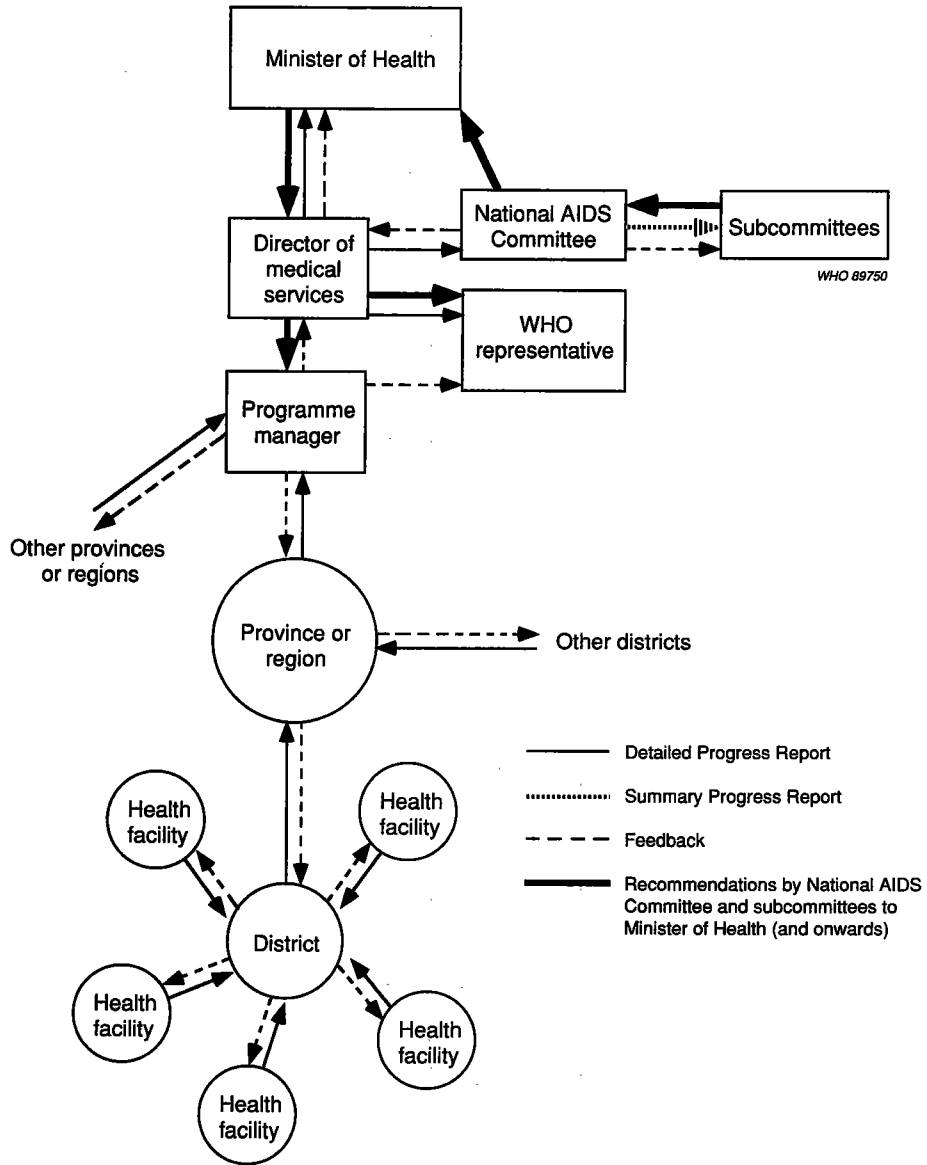 Minister of Health
National AIDS
Committee
Subcommittees
WHO 89750
Director of
medical
services
WHO
representative
Programme
manager
Other provinces
or regions
Province or
region
Other districts
Detailed Progress Report
Summary Progress Report
Feedback
Recommendations by National AIDS
Committee and subcommittees to
Minister of Health (and onwards)
Health
facility
Health
facility
District
Health
facility
Health
facility
Health
facility